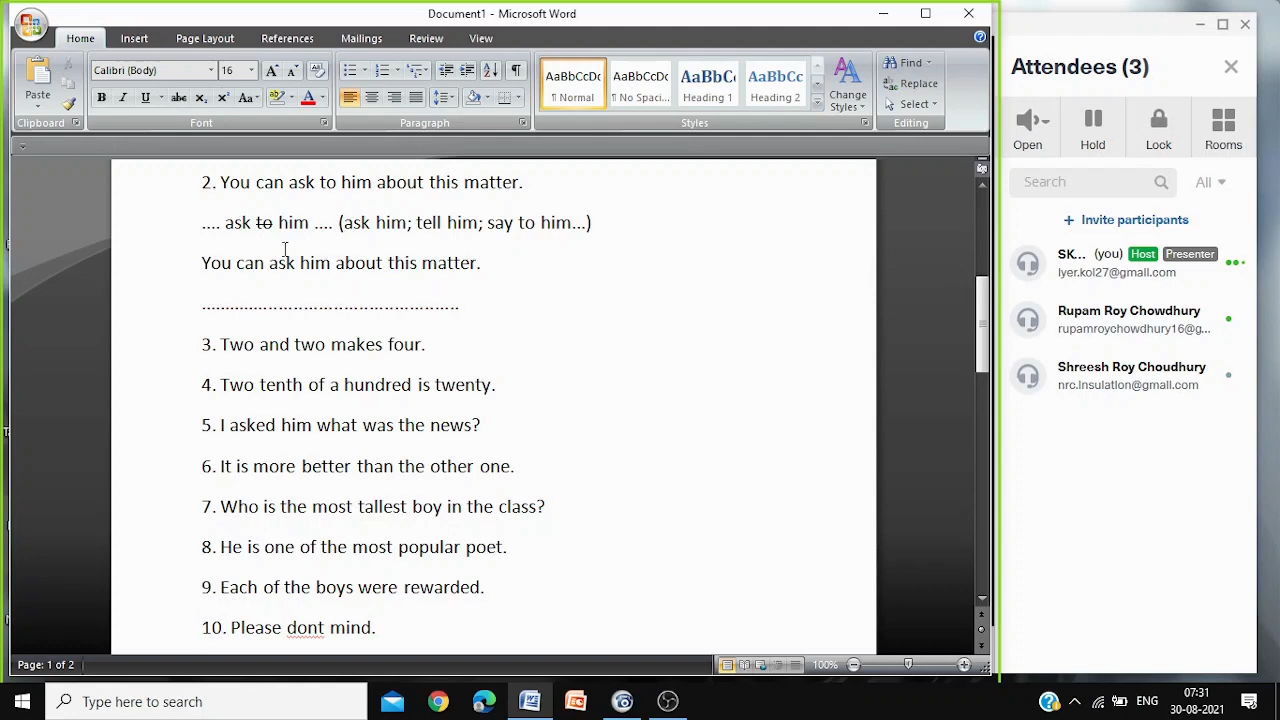 Document1 - Microsoft Word
Home Insert Page Layout References Mailings Review View
Paste
Calibri (Body) 16
AaBbCcDc AaBbCcDc AaBbC AaBbCc
¶ Normal ¶ No Spaci... Heading 1 Heading 2
Change Styles
Find
Replace
Select
Clipboard Font Paragraph Styles Editing
2. You can ask to him about this matter.
.... ask to him .... (ask him; tell him; say to him...)
You can ask him about this matter.
..................................................
3. Two and two makes four.
4. Two tenth of a hundred is twenty.
5. I asked him what was the news?
6. It is more better than the other one.
7. Who is the most tallest boy in the class?
8. He is one of the most popular poet.
9. Each of the boys were rewarded.
10. Please dont mind.
Page: 1 of 2 100%
Attendees (3)
Open Hold Lock Rooms
Search All
+ Invite participants
SK... (you) Host Presenter
lyer.kol27@gmail.com
Rupam Roy Chowdhury
rupamroychowdhury16@g...
Shreesh Roy Choudhury
nrc.insulation@gmail.com
Type here to search
ENG
07:31
30-08-2021